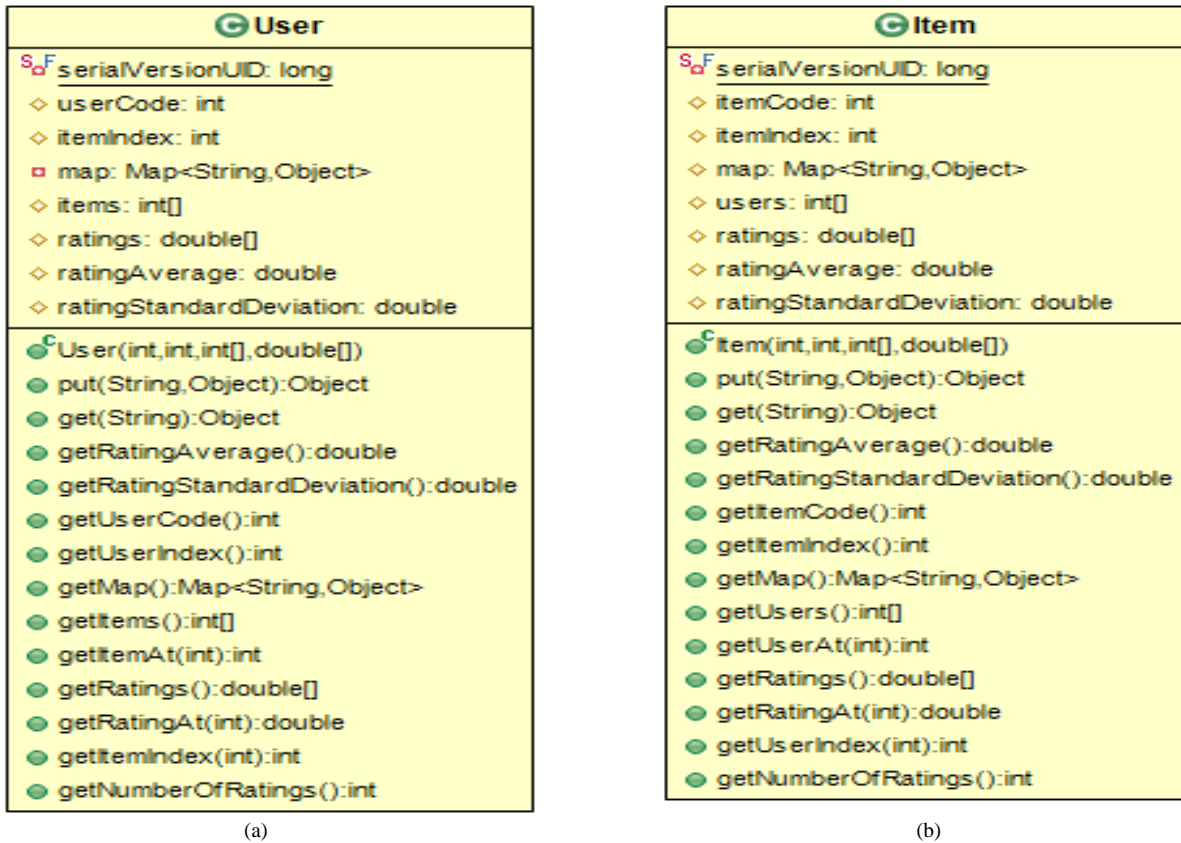 User
serialVersionUID: long
userCode: int
itemIndex: int
map: Map<String,Object>
items: int[]
ratings: double[]
ratingAverage: double
ratingStandardDeviation: double
User(int,int,int[],double[])
put(String,Object):Object
get(String):Object
getRatingAverage():double
getRatingStandardDeviation():double
getUserCode():int
getUserIndex():int
getMap():Map<String,Object>
getItems():int[]
getItemAt(int):int
getRatings():double[]
getRatingAt(int):double
getItemIndex(int):int
getNumberOfRatings():int
(a)
Item
serialVersionUID: long
itemCode: int
itemIndex: int
map: Map<String,Object>
users: int[]
ratings: double[]
ratingAverage: double
ratingStandardDeviation: double
Item(int,int,int[],double[])
put(String,Object):Object
get(String):Object
getRatingAverage():double
getRatingStandardDeviation():double
getItemCode():int
getItemIndex():int
getMap():Map<String,Object>
getUsers():int[]
getUserAt(int):int
getRatings():double[]
getRatingAt(int):double
getUserIndex(int):int
getNumberOfRatings():int
(b)